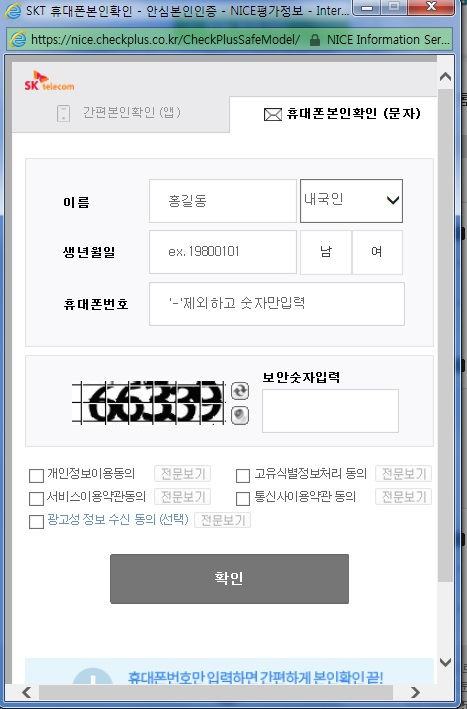 SKT 휴대폰본인확인 - 안심본인인증 - NICE평가정보 - Inter...
https://nice.checkplus.co.kr/CheckPlusSafeModel/ NICE Information Ser...
SK telecom
간편본인확인 (앱) 휴대폰본인확인 (문자)
이름 홍길동 내국인
생년월일 ex. 19800101 남 여
휴대폰번호 '-'제외하고 숫자만입력
보안숫자입력
개인정보이용동의 전문보기 고유식별정보처리 동의 전문보기
서비스이용약관동의 전문보기 통신사이용약관 동의 전문보기
광고성 정보 수신 동의 (선택) 전문보기
확인
휴대폰번호만 입력하면 간편하게 본인확인 끝!